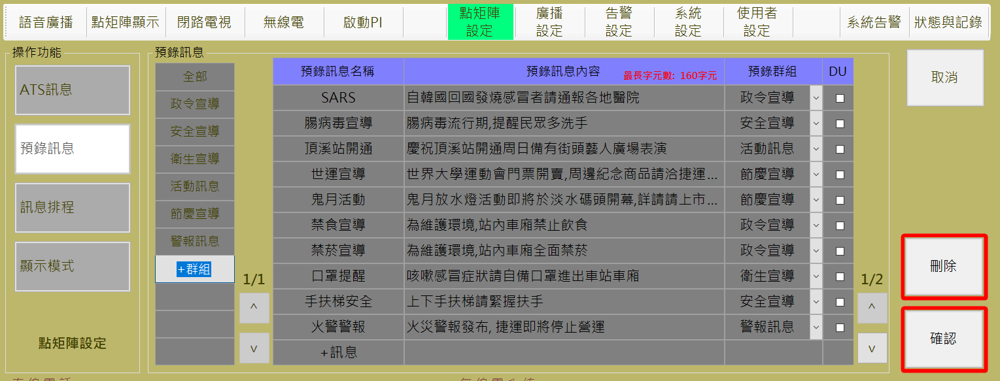 語音廣播 點矩陣顯示 閉路電視 無線電 啟動PI 點矩陣設定 廣播設定 告警設定 系統設定 使用者設定 系統告警 狀態與記錄
操作功能
ATS訊息
預錄訊息
訊息排程
顯示模式
點矩陣設定
預錄訊息
全部
政令宣導
安全宣導
衛生宣導
活動訊息
節慶宣導
警報訊息
+群組
1/1
˄
˅
預錄訊息名稱 預錄訊息內容 最長字元數: 160字元 預錄群組 DU
SARS 自韓國回國發燒感冒者請通報各地醫院 政令宣導
腸病毒宣導 腸病毒流行期,提醒民眾多洗手 安全宣導
頂溪站開通 慶祝頂溪站開通周日備有街頭藝人廣場表演 活動訊息
世運宣導 世界大學運動會門票開賣,周邊紀念商品請洽捷運... 節慶宣導
鬼月活動 鬼月放水燈活動即將於淡水碼頭開幕,詳請請上市... 節慶宣導
禁食宣導 為維護環境,站內車廂禁止飲食 政令宣導
禁菸宣導 為維護環境,站內車廂全面禁菸 政令宣導
口罩提醒 咳嗽感冒症狀請自備口罩進出車站車廂 衛生宣導
手扶梯安全 上下手扶梯請緊握扶手 安全宣導
火警警報 火災警報發布, 捷運即將停止營運 警報訊息
+訊息
1/2
˄
˅
取消
刪除
確認